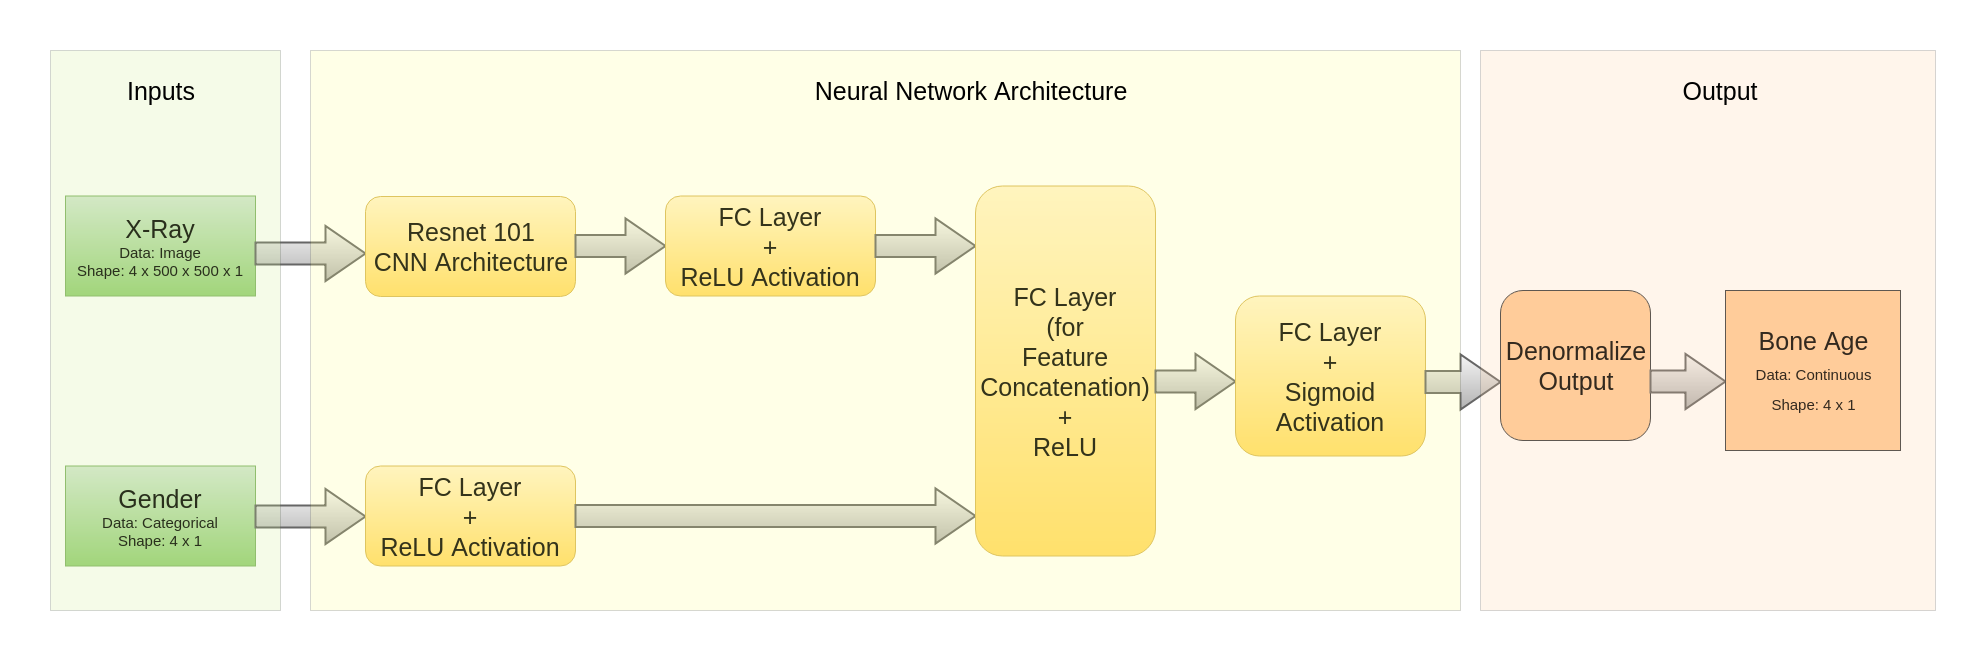 Inputs
Neural Network Architecture
Output
X-Ray
Data: Image
Shape: 4 x 500 x 500 x 1
Resnet 101
CNN Architecture
FC Layer
+
ReLU Activation
Gender
Data: Categorical
Shape: 4 x 1
FC Layer
+
ReLU Activation
FC Layer
(for
Feature
Concatenation)
+
ReLU
FC Layer
+
Sigmoid
Activation
Denormalize
Output
Bone Age
Data: Continuous
Shape: 4 x 1